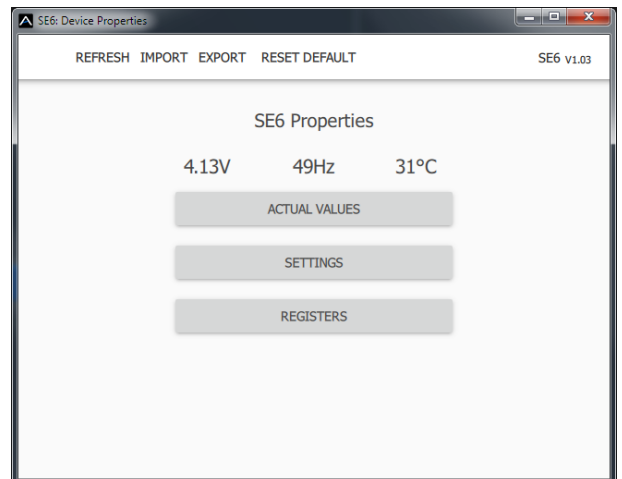 SE6: Device Properties
REFRESH IMPORT EXPORT RESET DEFAULT SE6 V1.03
SE6 Properties
4.13V 49Hz 31°C
ACTUAL VALUES
SETTINGS
REGISTERS